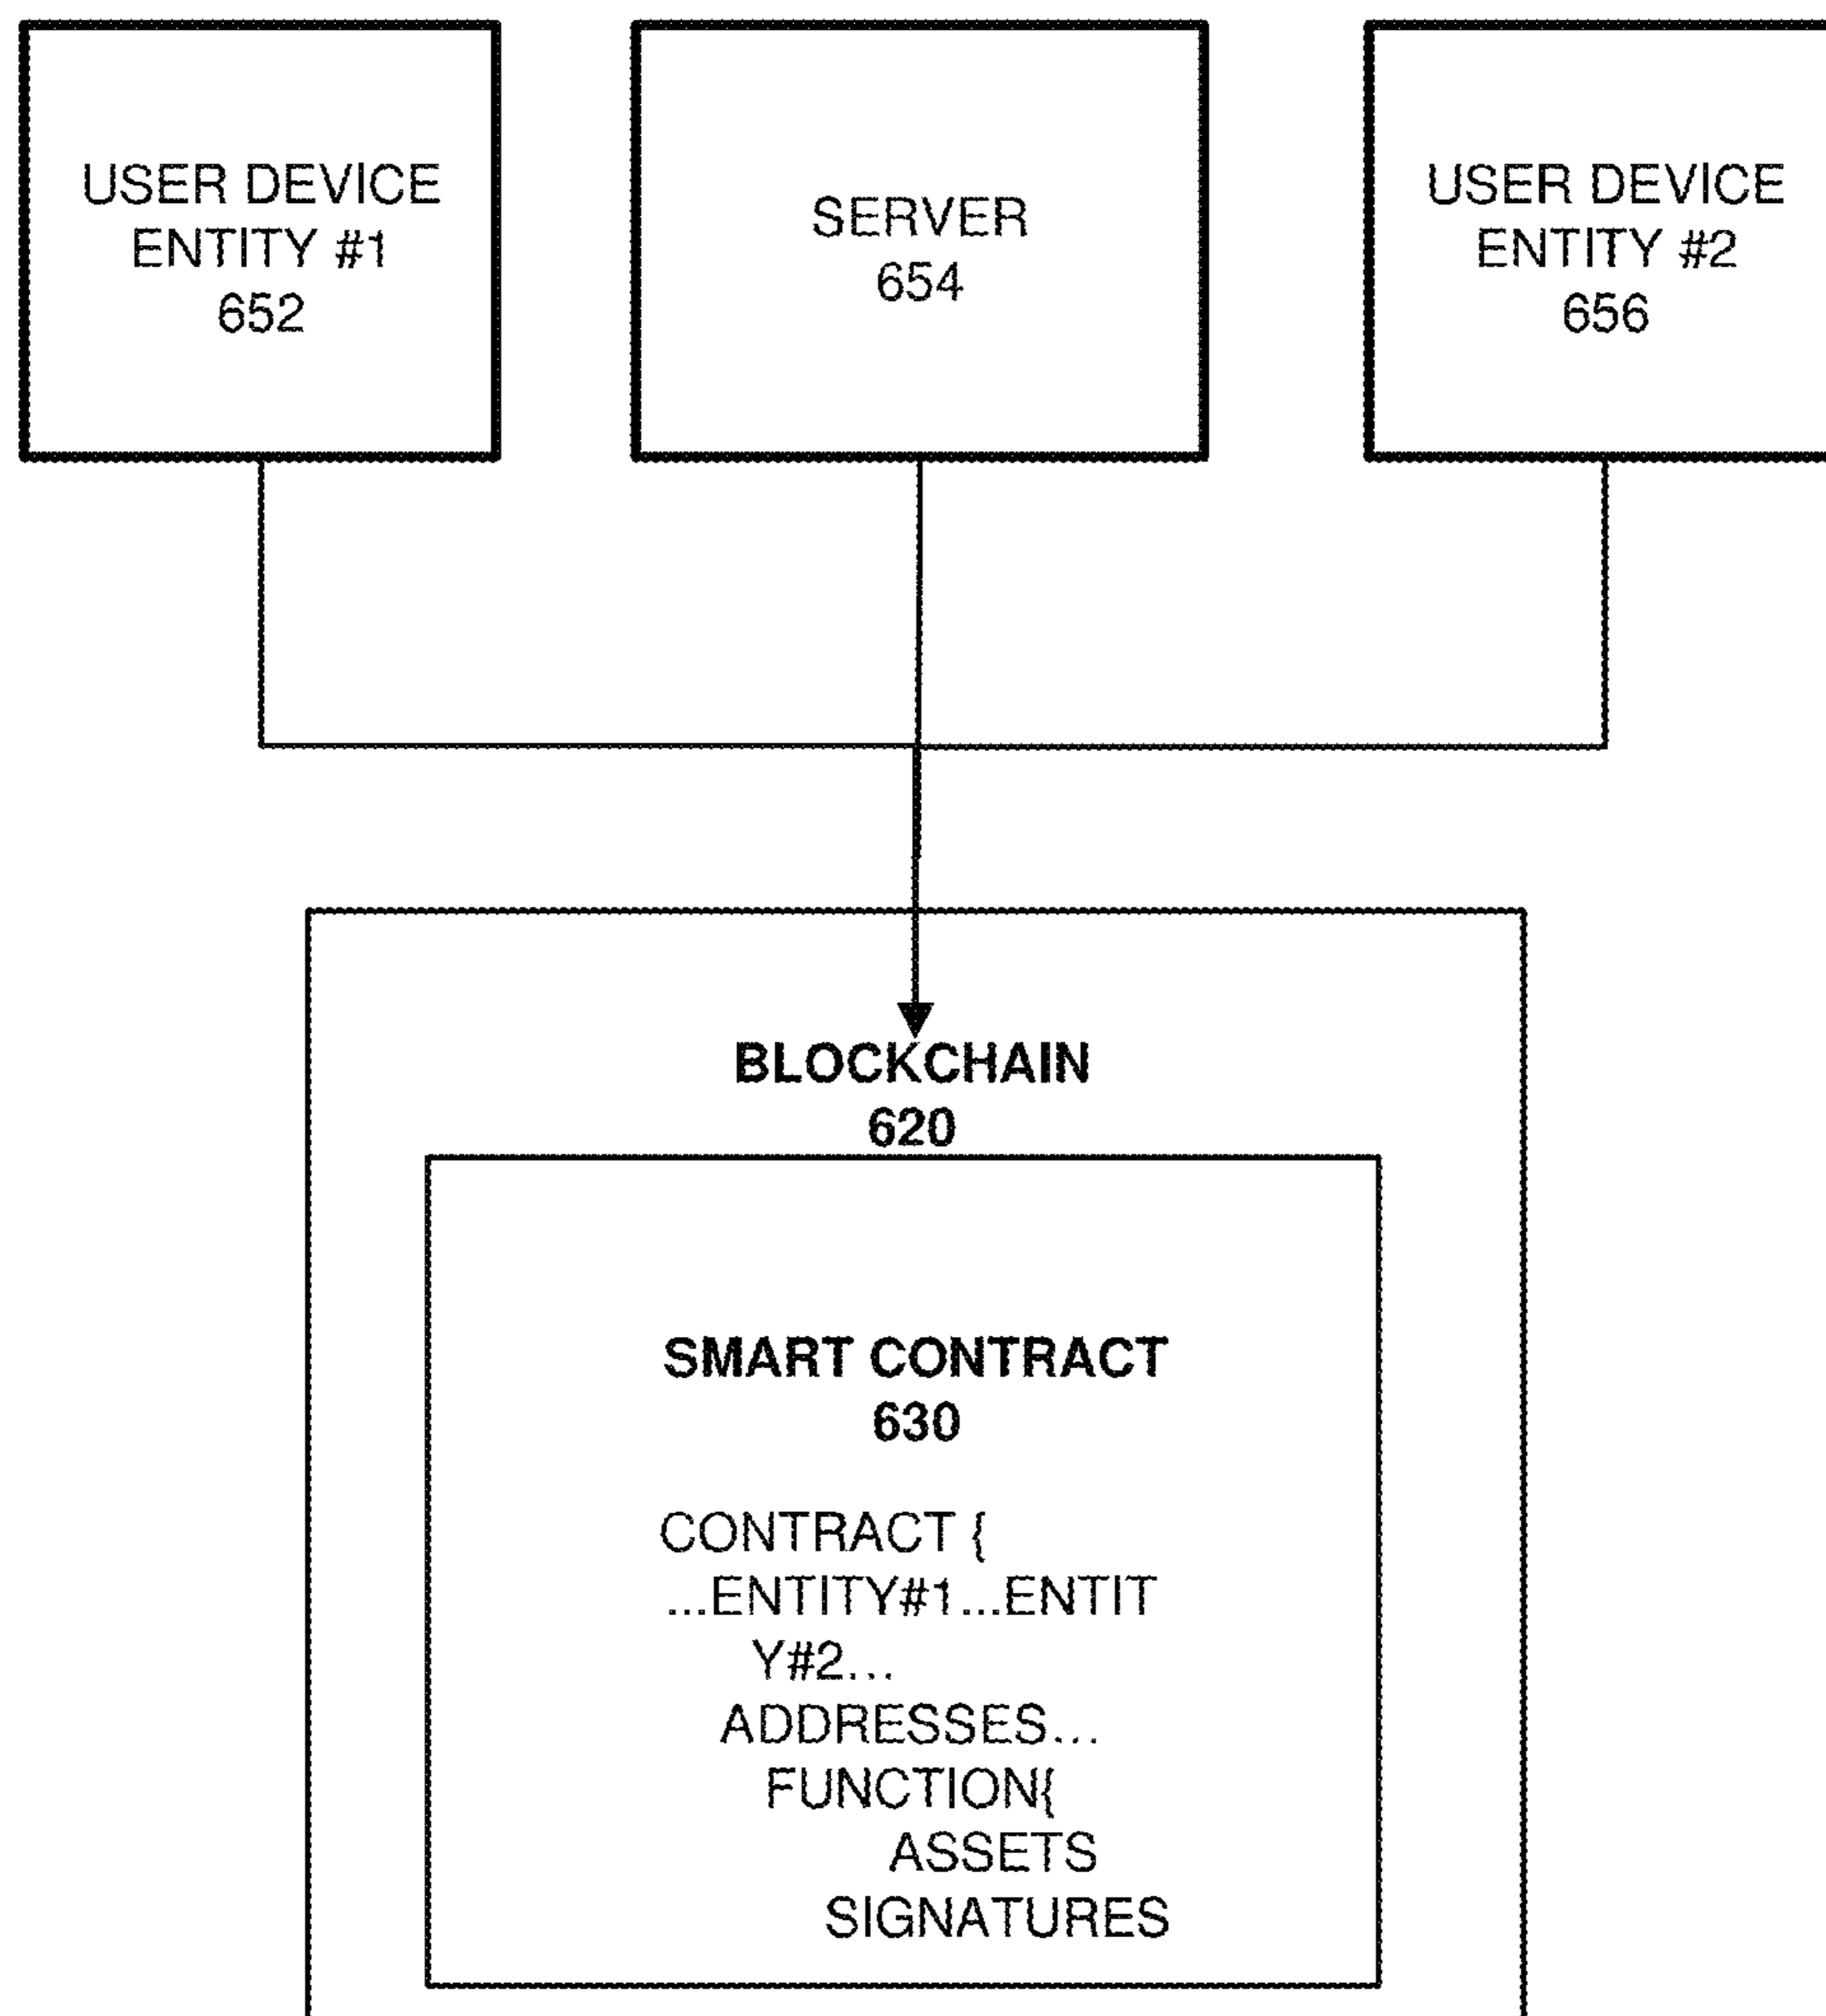 USER DEVICE
ENTITY #1
652
SERVER
654
USER DEVICE
ENTITY #2
656
BLOCKCHAIN
620
SMART CONTRACT
630
CONTRACT {
...ENTITY#1...ENTIT
Y#2...
ADDRESSES...
FUNCTION{
ASSETS
SIGNATURES